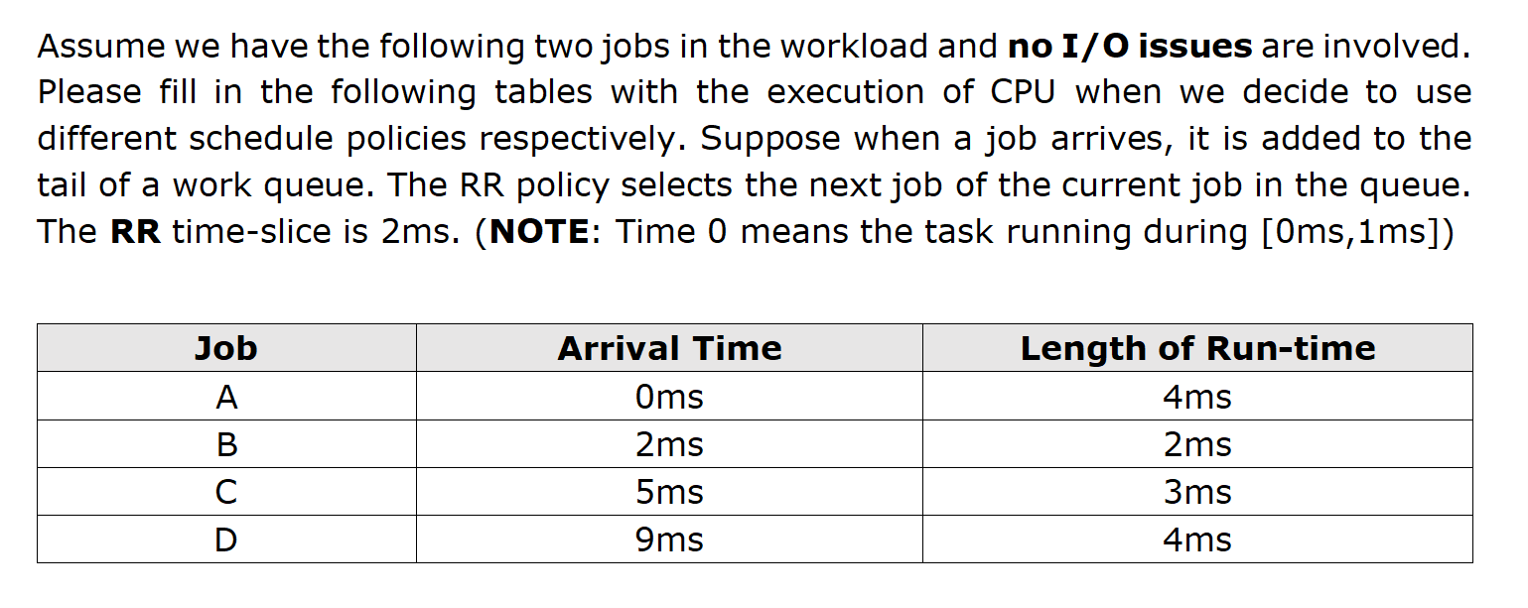 Assume we have the following two jobs in the workload and no I/O issues are involved.
Please fill in the following tables with the execution of CPU when we decide to use
different schedule policies respectively. Suppose when a job arrives, it is added to the
tail of a work queue. The RR policy selects the next job of the current job in the queue.
The RR time-slice is 2ms. (NOTE: Time 0 means the task running during [0ms,1ms])
Job Arrival Time Length of Run-time
A 0ms 4ms
B 2ms 2ms
C 5ms 3ms
D 9ms 4ms